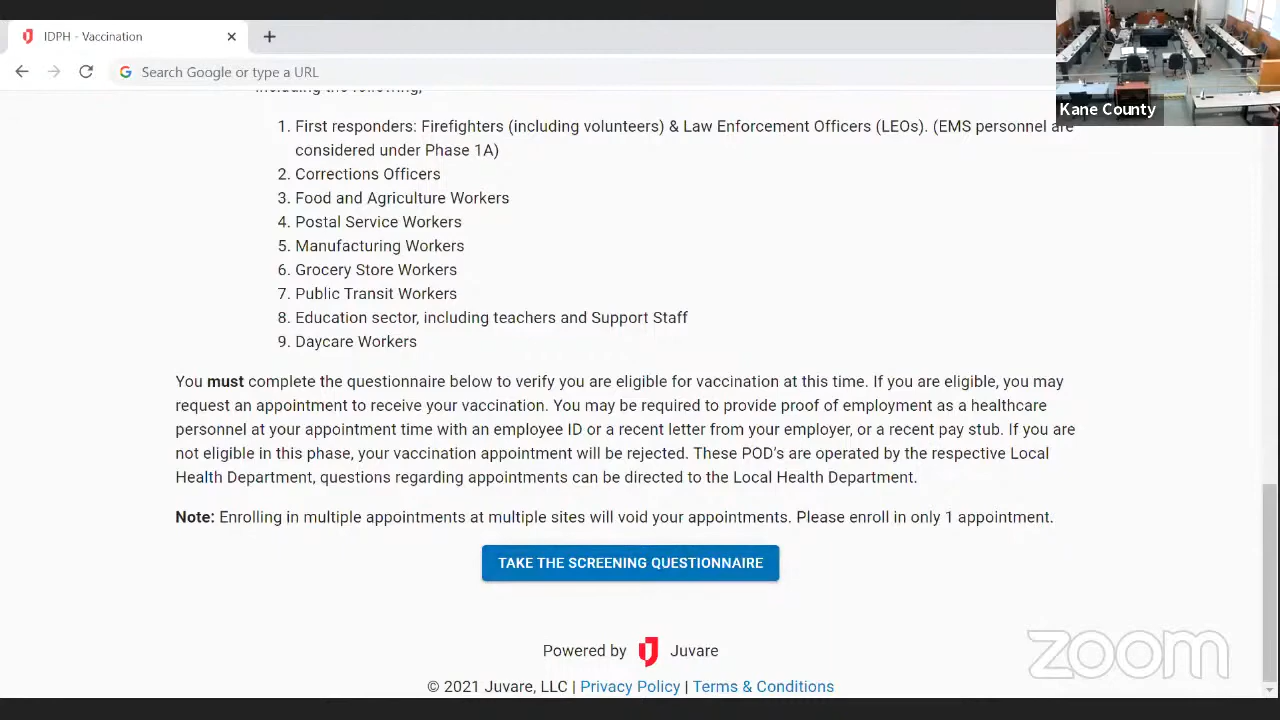 IDPH - Vaccination
Search Google or type a URL
Kane County
including the following;
1. First responders: Firefighters (including volunteers) & Law Enforcement Officers (LEOs). (EMS personnel are
considered under Phase 1A)
2. Corrections Officers
3. Food and Agriculture Workers
4. Postal Service Workers
5. Manufacturing Workers
6. Grocery Store Workers
7. Public Transit Workers
8. Education sector, including teachers and Support Staff
9. Daycare Workers
You must complete the questionnaire below to verify you are eligible for vaccination at this time. If you are eligible, you may
request an appointment to receive your vaccination. You may be required to provide proof of employment as a healthcare
personnel at your appointment time with an employee ID or a recent letter from your employer, or a recent pay stub. If you are
not eligible in this phase, your vaccination appointment will be rejected. These POD’s are operated by the respective Local
Health Department, questions regarding appointments can be directed to the Local Health Department.
Note: Enrolling in multiple appointments at multiple sites will void your appointments. Please enroll in only 1 appointment.
TAKE THE SCREENING QUESTIONNAIRE
Powered by Juvare
© 2021 Juvare, LLC | Privacy Policy | Terms & Conditions
zoom